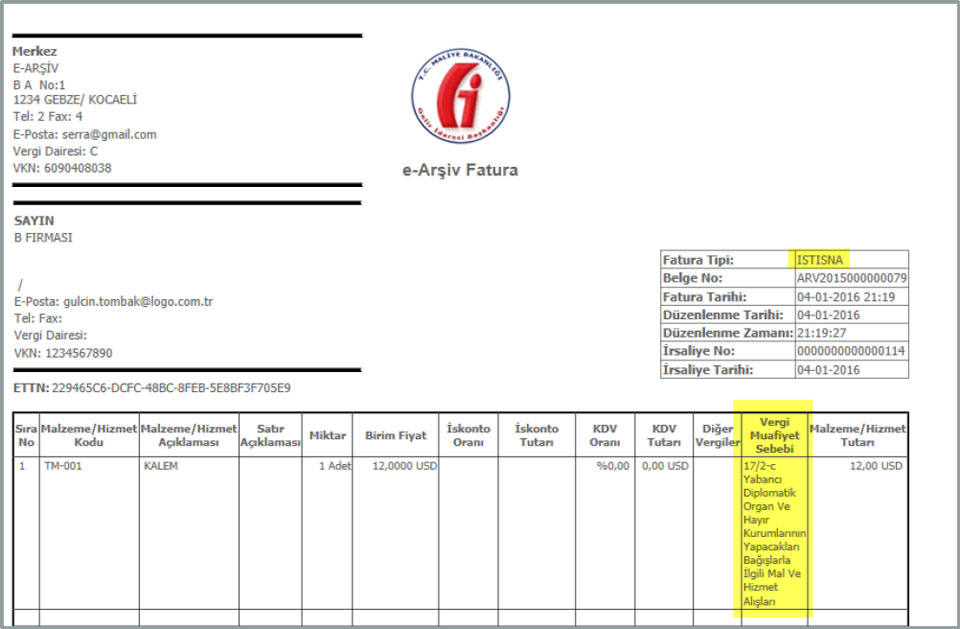 Merkez
E-ARŞİV
B A No:1
1234 GEBZE/ KOCAELİ
Tel: 2 Fax: 4
E-Posta: serra@gmail.com
Vergi Dairesi: C
VKN: 6090408038
T.C. MALİYE BAKANLIĞI
Gelir İdaresi Başkanlığı
e-Arşiv Fatura
SAYIN
B FIRMASI
/
E-Posta: gulcin.tombak@logo.com.tr
Tel: Fax:
Vergi Dairesi:
VKN: 1234567890
ETTN: 229465C6-DCFC-48BC-8FEB-5E8BF3F705E9
Fatura Tipi: ISTISNA
Belge No: ARV2015000000079
Fatura Tarihi: 04-01-2016 21:19
Düzenlenme Tarihi: 04-01-2016
Düzenlenme Zamanı: 21:19:27
İrsaliye No: 0000000000000114
İrsaliye Tarihi: 04-01-2016
Sıra No Malzeme/Hizmet Kodu Malzeme/Hizmet Açıklaması Satır Açıklaması Miktar Birim Fiyat İskonto Oranı İskonto Tutarı KDV Oranı KDV Tutarı Diğer Vergiler Vergi Muafiyet Sebebi Malzeme/Hizmet Tutarı
1 TM-001 KALEM 1 Adet 12,0000 USD %0,00 0,00 USD 17/2-c 12,00 USD
Yabancı
Diplomatik
Organ Ve
Hayır
Kurumlarının
Yapacakları
Bağışlarla
İlgili Mal Ve
Hizmet
Alışları